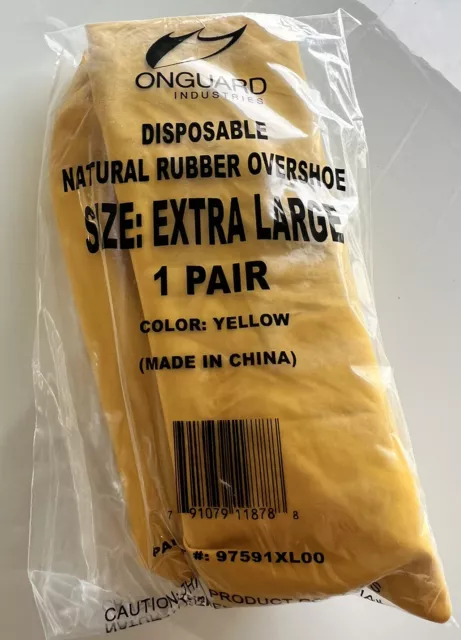 ONGUARD
INDUSTRIES
DISPOSABLE
NATURAL RUBBER OVERSHOE
SIZE: EXTRA LARGE
1 PAIR
COLOR: YELLOW
(MADE IN CHINA)
7 91079 11878 8
#: 97591XL00
CAUTION: PRODUCT